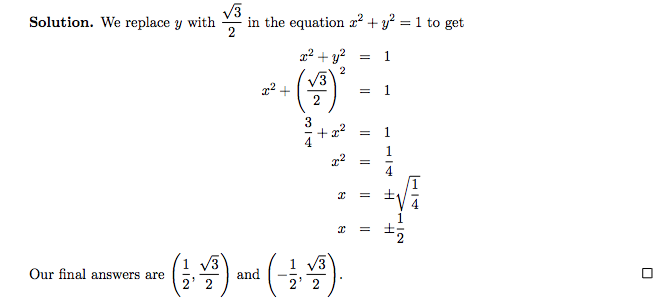 Solution. We replace y with √3/2 in the equation x² + y² = 1 to get
x² + y² = 1
x² + (√3/2)² = 1
3/4 + x² = 1
x² = 1/4
x = ±√(1/4)
x = ±1/2
Our final answers are (1/2, √3/2) and (−1/2, √3/2). □